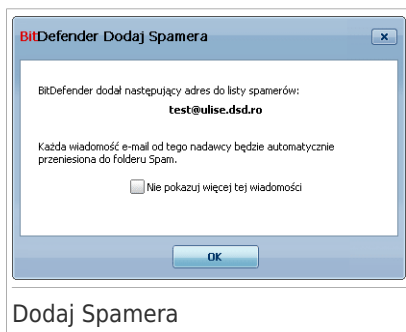 BitDefender Dodaj Spamera
BitDefender dodał następujący adres do listy spamerów:
test@ulise.dsd.ro
Każda wiadomość e-mail od tego nadawcy będzie automatycznie
przeniesiona do folderu Spam.
Nie pokazuj więcej tej wiadomości
OK
Dodaj Spamera